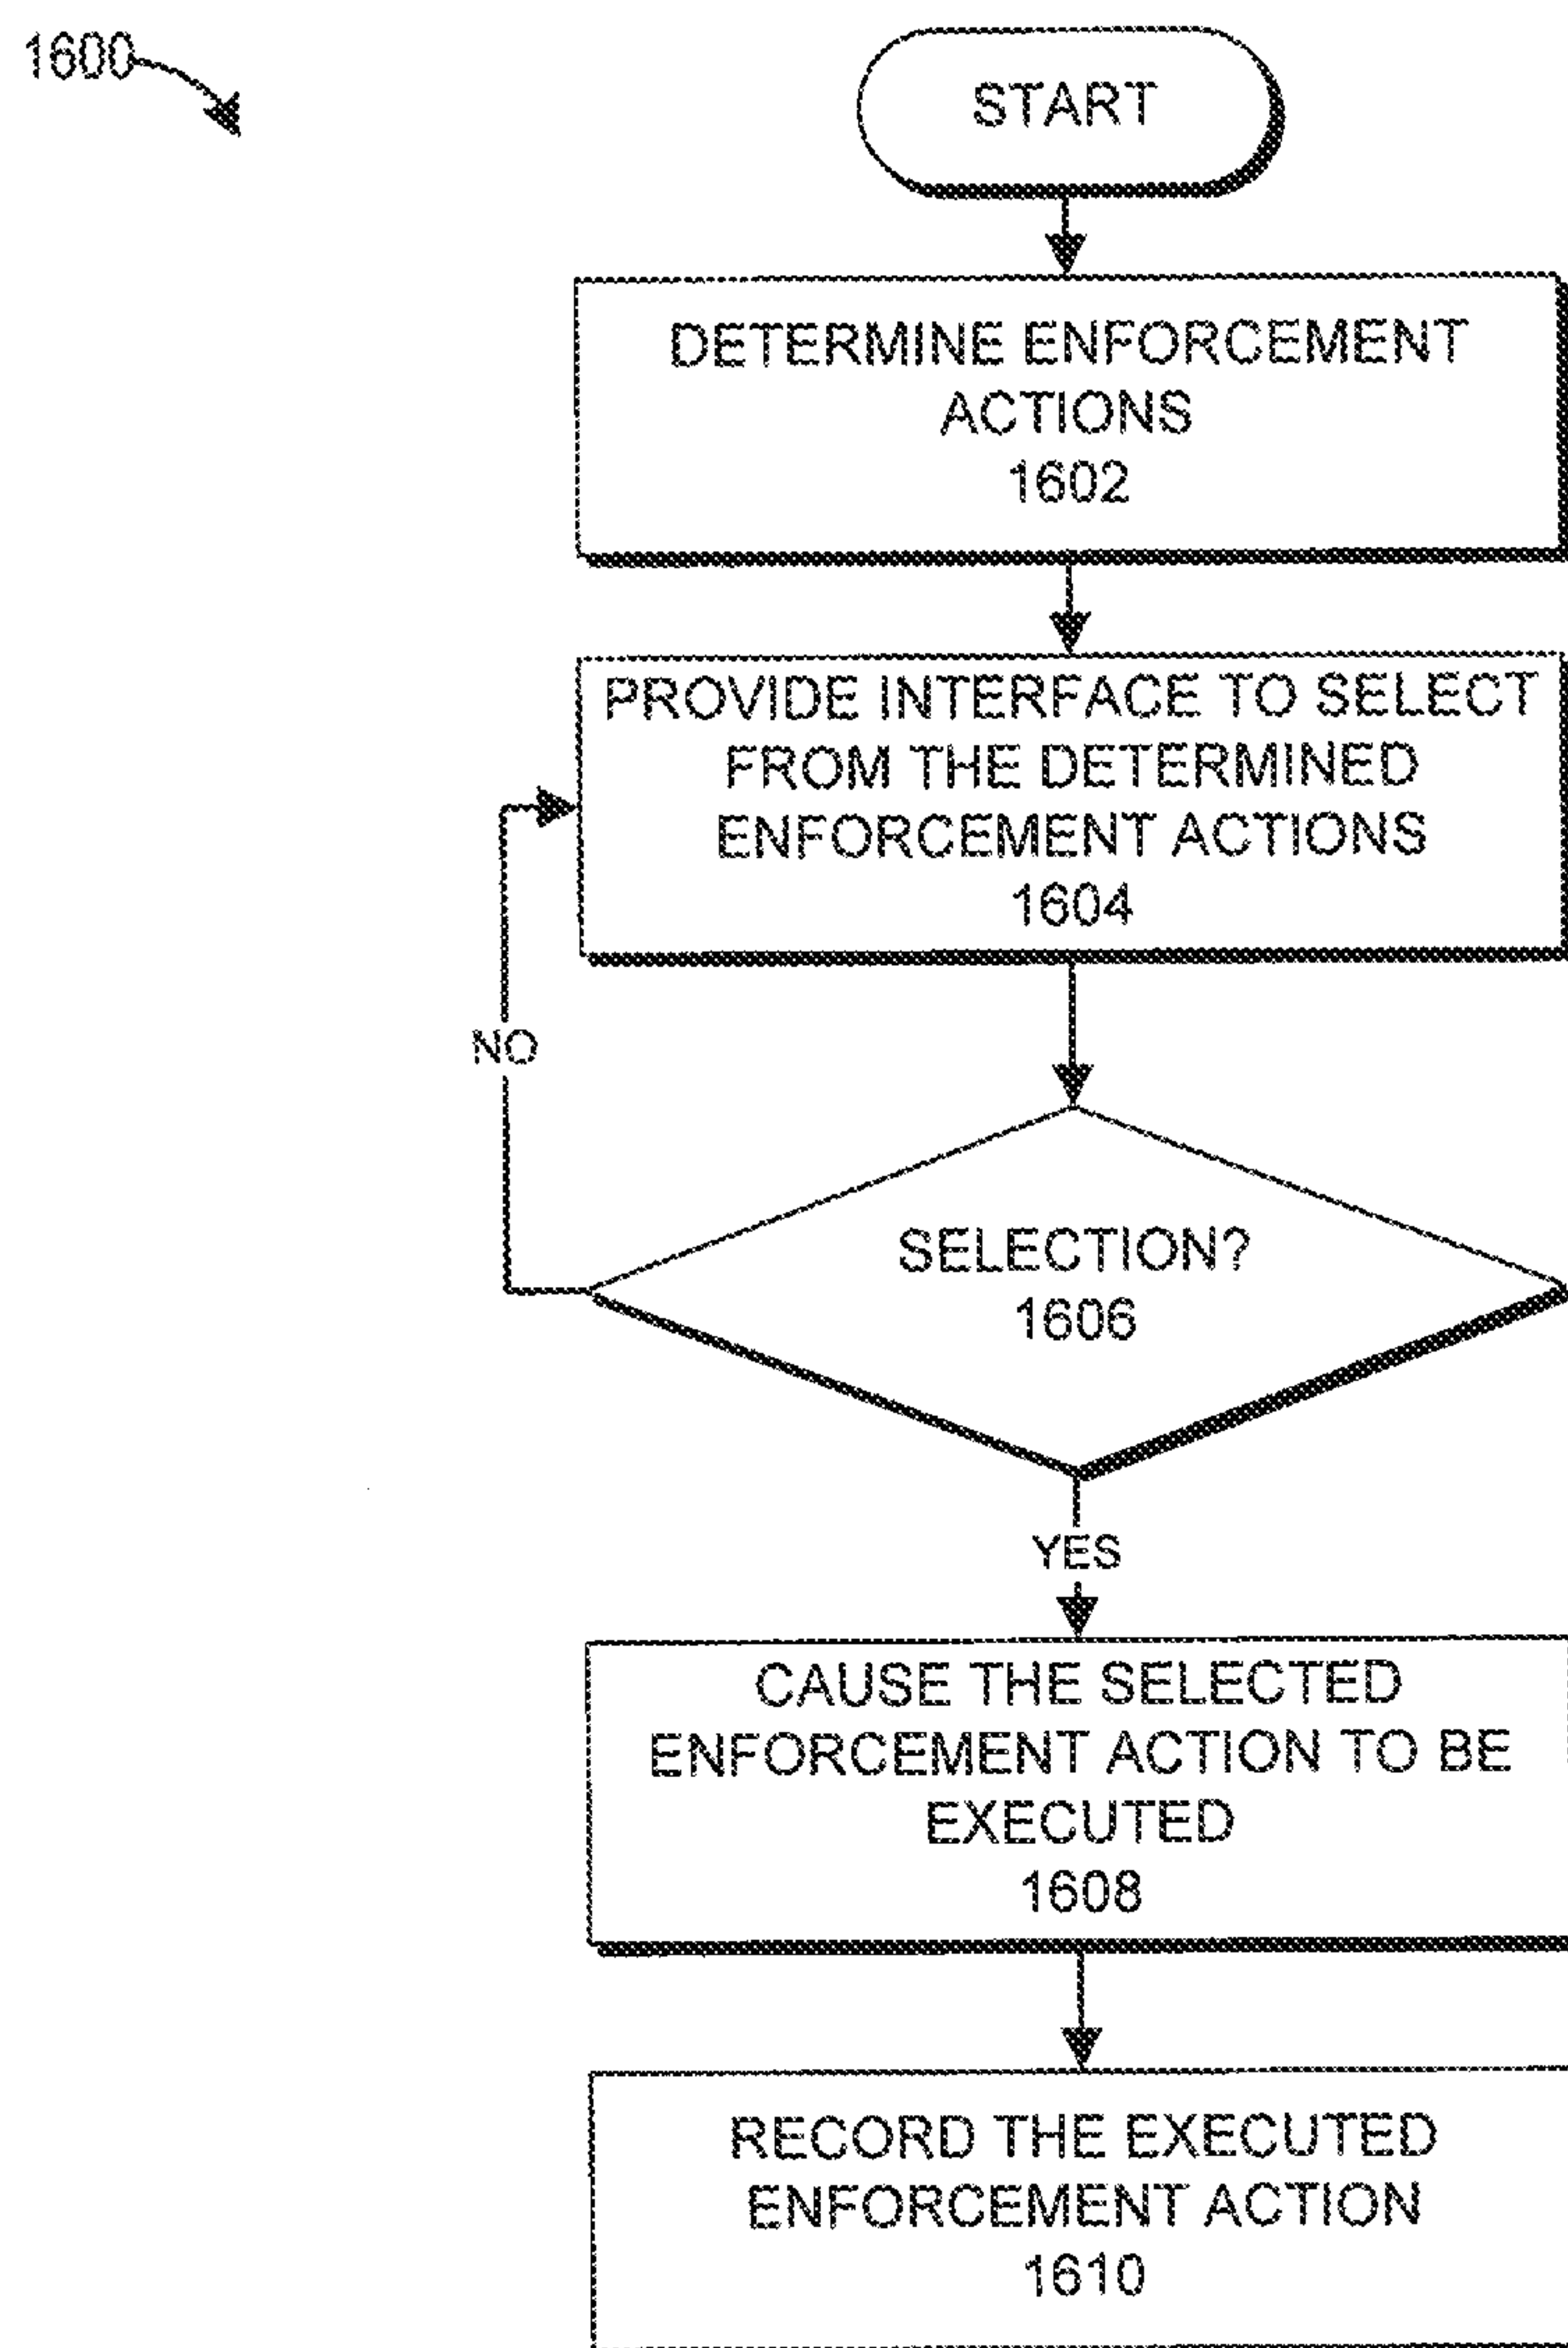 1600
START
DETERMINE ENFORCEMENT
ACTIONS
1602
PROVIDE INTERFACE TO SELECT
FROM THE DETERMINED
ENFORCEMENT ACTIONS
1604
NO
SELECTION?
1606
YES
CAUSE THE SELECTED
ENFORCEMENT ACTION TO BE
EXECUTED
1608
RECORD THE EXECUTED
ENFORCEMENT ACTION
1610